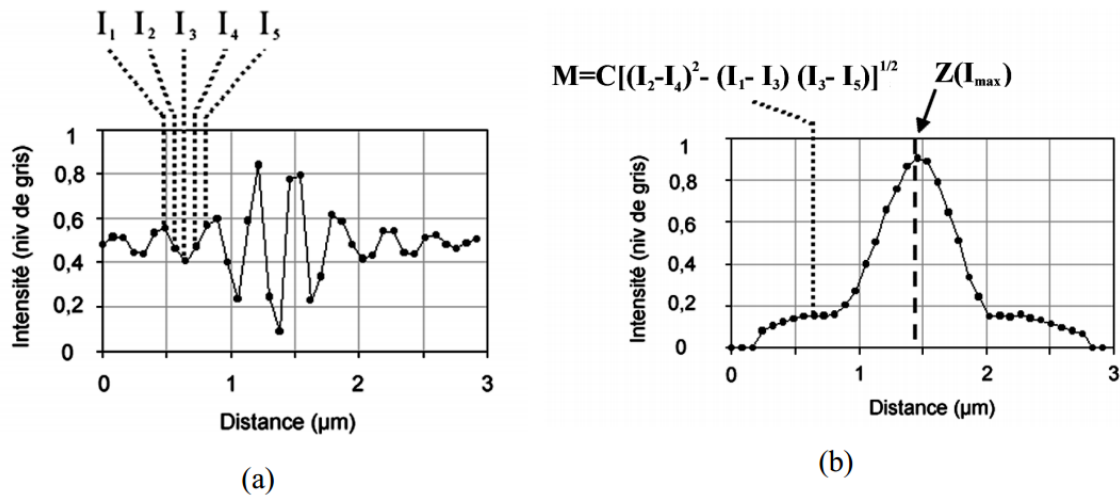 I₁ I₂ I₃ I₄ I₅
Intensité (niv de gris)
1
0,8
0,6
0,4
0,2
0
0 1 2 3
Distance (µm)
(a)
M=C[(I₂-I₄)²- (I₁- I₃) (I₃- I₅)]^1/2
Z(Iₘₐₓ)
Intensité (niv de gris)
1
0.8
0.6
0.4
0.2
0
0 1 2 3
Distance (µm)
(b)